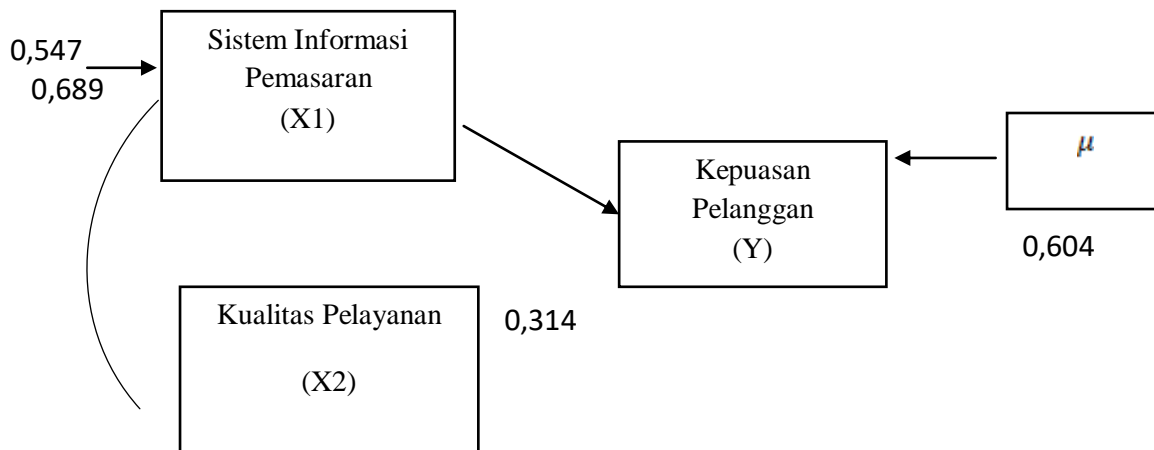 0,547
0,689
Sistem Informasi
Pemasaran
(X1)
Kepuasan
Pelanggan
(Y)
μ
0,604
Kualitas Pelayanan
(X2)
0,314